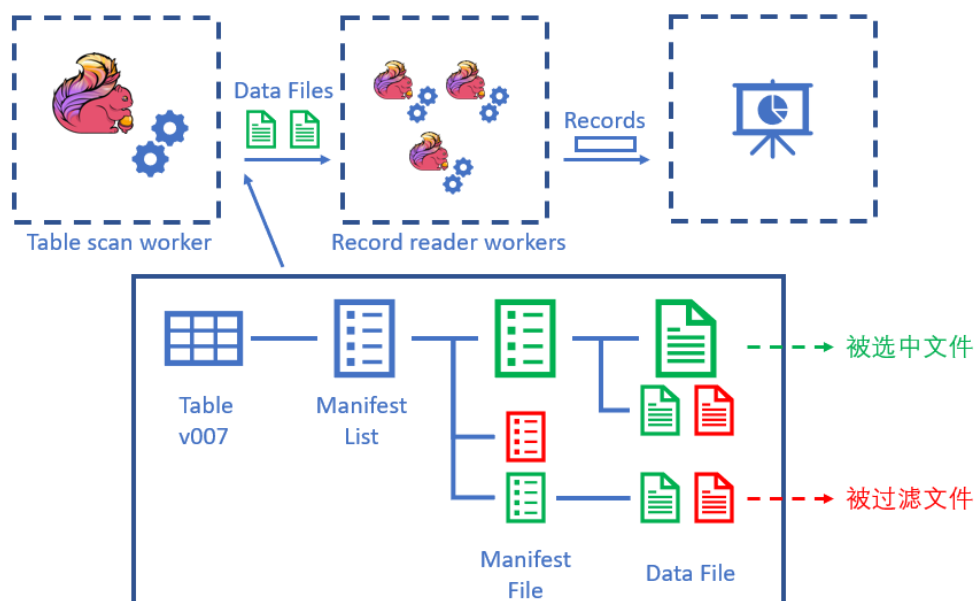 Data Files
Records
Table scan worker
Record reader workers
被选中文件
Table
v007
Manifest
List
被过滤文件
Manifest
File
Data File